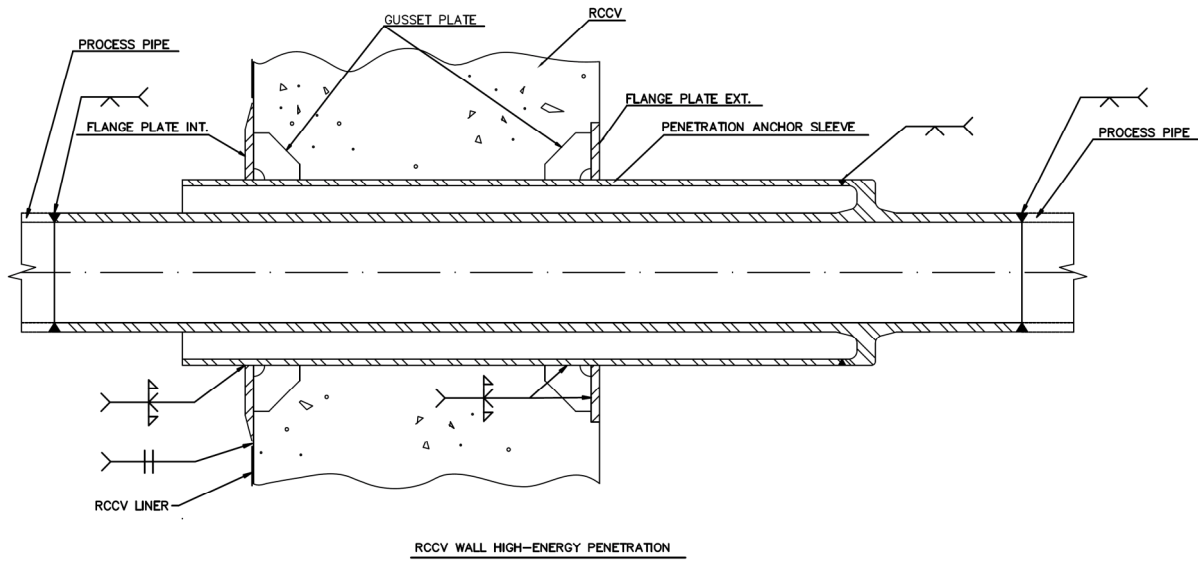 GUSSET PLATE
RCCV
PROCESS PIPE
FLANGE PLATE EXT.
FLANGE PLATE INT.
PENETRATION ANCHOR SLEEVE
PROCESS PIPE
RCCV LINER
RCCV WALL HIGH-ENERGY PENETRATION